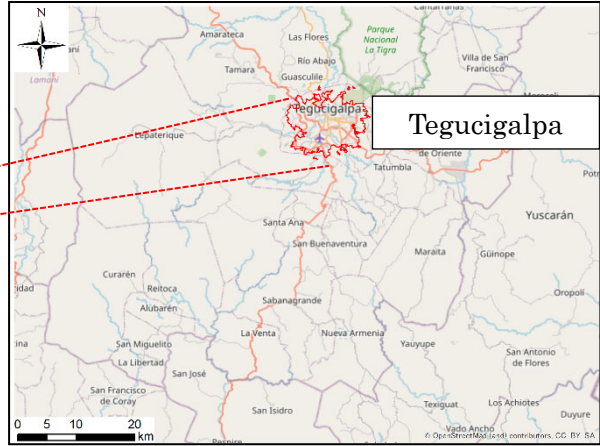 N
Cantarranas
Amarateca
Las Flores
Parque
Nacional
La Tigra
Río Abajo
Villa de San
Francisco
Tamara
Guasculile
Lamaní
Tegucigalpa
Tegucigalpa
Lepaterique
de Oriente
Tatumbla
Yuscarán
Santa Ana
San Buenaventura
Maraita
Güinope
Curarén
Reitoca
Oropolí
Alubarén
Sabanagrande
La Venta
Nueva Armenia
San Miguelito
Yauyupe
San Antonio
de Flores
La Libertad
San José
San Francisco
de Coray
Texiguat
Los Achiotes
San Isidro
Duyure
Vado Ancho
0 5 10 20
km
© OpenStreetMap (and) contributors, CC-BY-SA